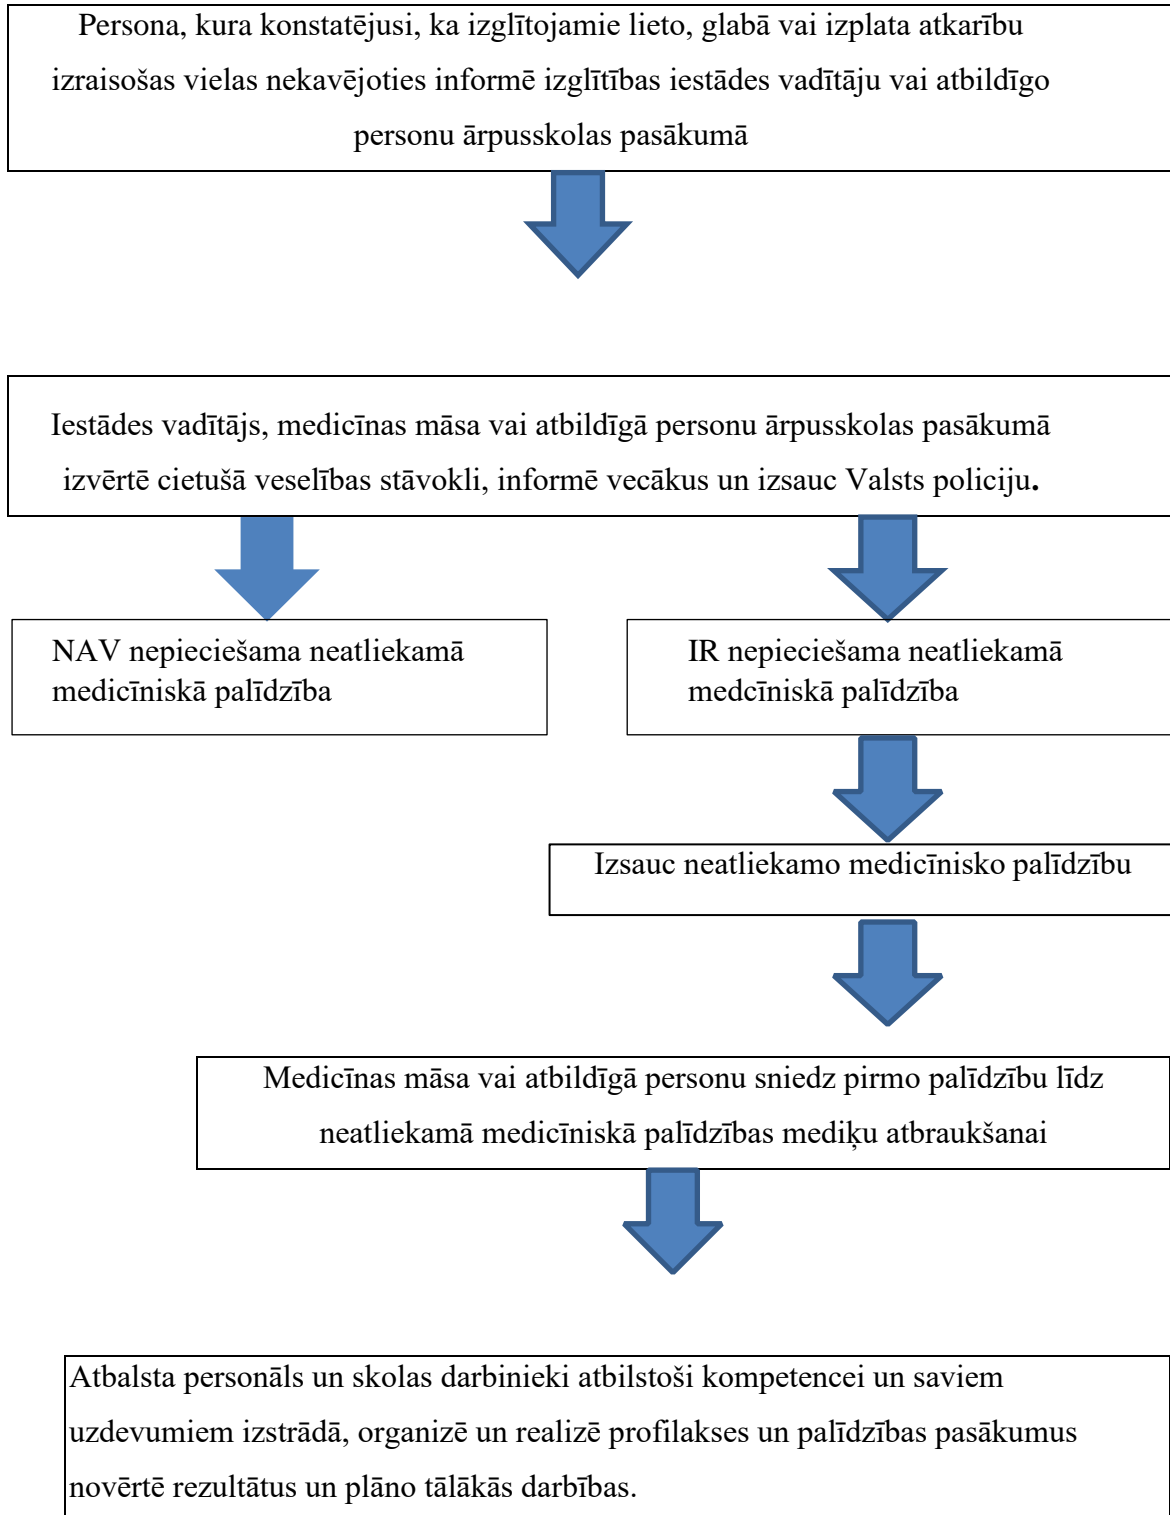 Persona, kura konstatējusi, ka izglītojamie lieto, glabā vai izplata atkarību
izraisošas vielas nekavējoties informē izglītības iestādes vadītāju vai atbildīgo
personu ārpusskolas pasākumā
Iestādes vadītājs, medicīnas māsa vai atbildīgā personu ārpusskolas pasākumā
izvērtē cietušā veselības stāvokli, informē vecākus un izsauc Valsts policiju.
NAV nepieciešama neatliekamā
medicīniskā palīdzība
IR nepieciešama neatliekamā
medcīniskā palīdzība
Izsauc neatliekamo medicīnisko palīdzību
Medicīnas māsa vai atbildīgā personu sniedz pirmo palīdzību līdz
neatliekamā medicīniskā palīdzības mediķu atbraukšanai
Atbalsta personāls un skolas darbinieki atbilstoši kompetencei un saviem
uzdevumiem izstrādā, organizē un realizē profilakses un palīdzības pasākumus
novērtē rezultātus un plāno tālākās darbības.